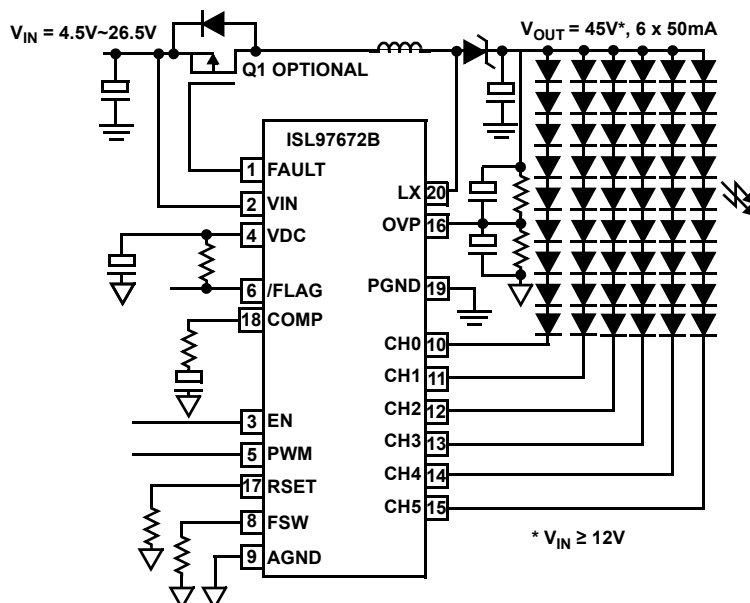 V_IN = 4.5V~26.5V
V_OUT = 45V*, 6 x 50mA
Q1 OPTIONAL
ISL97672B
1 FAULT
2 VIN
4 VDC
6 /FLAG
18 COMP
3 EN
5 PWM
17 RSET
8 FSW
9 AGND
LX 20
OVP 16
PGND 19
CH0 10
CH1 11
CH2 12
CH3 13
CH4 14
CH5 15
* V_IN ≥ 12V